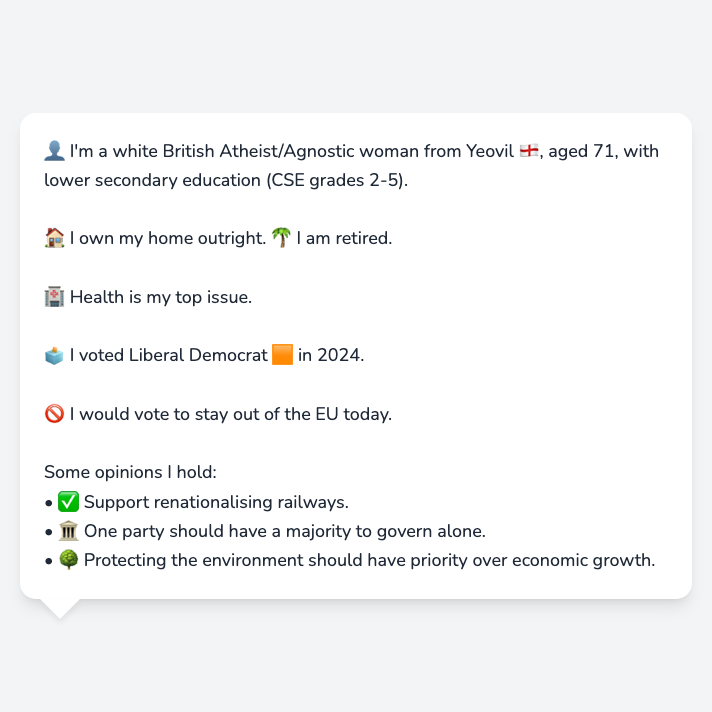 👤 I'm a white British Atheist/Agnostic woman from Yeovil 🏴󠁧󠁢󠁥󠁮󠁧󠁿, aged 71, with
lower secondary education (CSE grades 2-5).
🏠 I own my home outright. 🌴 I am retired.
🏥 Health is my top issue.
🗳️ I voted Liberal Democrat 🟧 in 2024.
🚫 I would vote to stay out of the EU today.
Some opinions I hold:
• ✅ Support renationalising railways.
• 🏛️ One party should have a majority to govern alone.
• 🌳 Protecting the environment should have priority over economic growth.